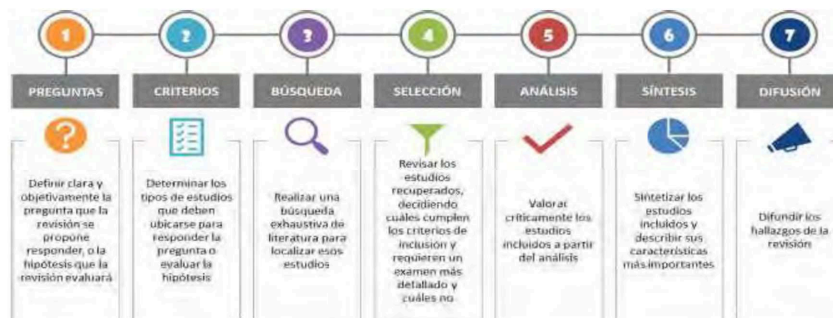 1
2
3
4
5
6
7
PREGUNTAS
CRITERIOS
BÚSQUEDA
SELECCIÓN
ANÁLISIS
SÍNTESIS
DIFUSIÓN
?
Definir clara y
objetivamente la
pregunta que la
revisión se
propone
responder, o la
hipótesis que la
revisión evaluará
Determinar los
tipos de estudios
que deben
ubicarse para
responder la
pregunta o
evaluar la
hipótesis
Realizar una
búsqueda
exhaustiva de
literatura para
localizar esos
estudios
Revisar los
estudios
recuperados,
decidiendo
cuáles cumplen
los criterios de
inclusión y
requieren un
examen más
detallado y
cuáles no
Valorar
críticamente los
estudios
incluidos a partir
del análisis
Sintetizar los
estudios
incluidos y
describir sus
características
más importantes
Difundir los
hallazgos de la
revisión